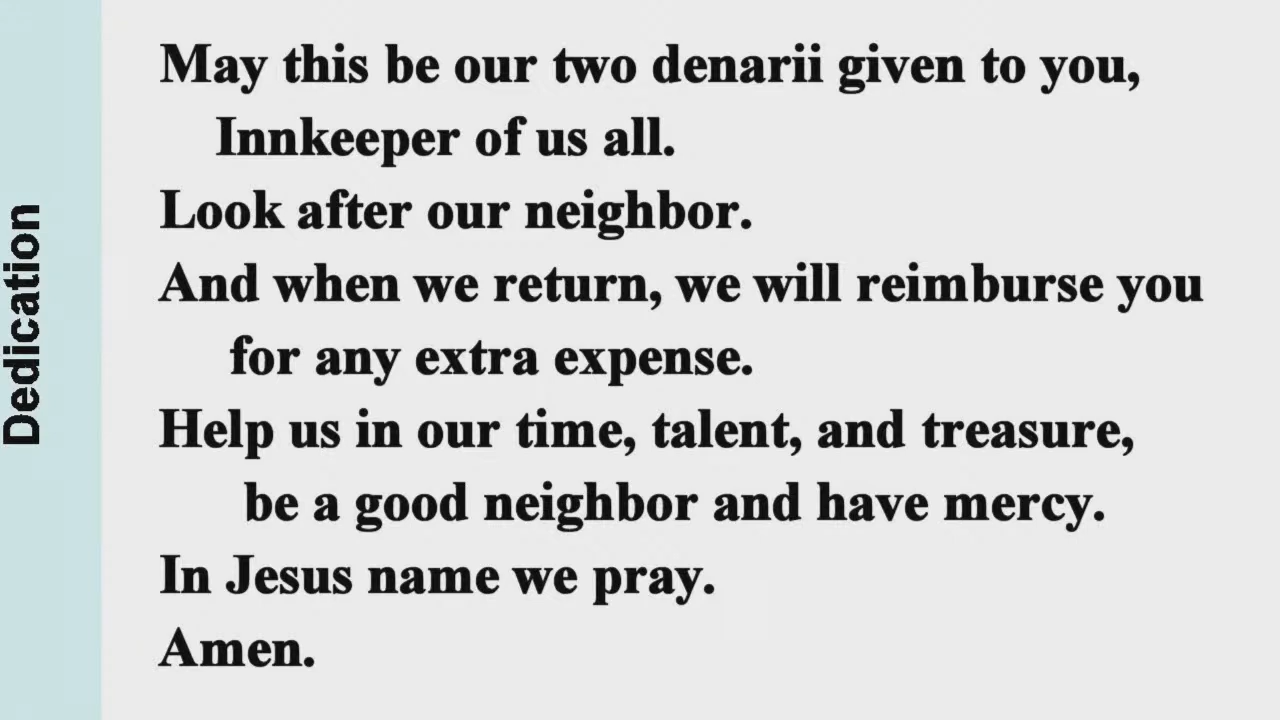 Dedication
May this be our two denarii given to you,
Innkeeper of us all.
Look after our neighbor.
And when we return, we will reimburse you
for any extra expense.
Help us in our time, talent, and treasure,
be a good neighbor and have mercy.
In Jesus name we pray.
Amen.